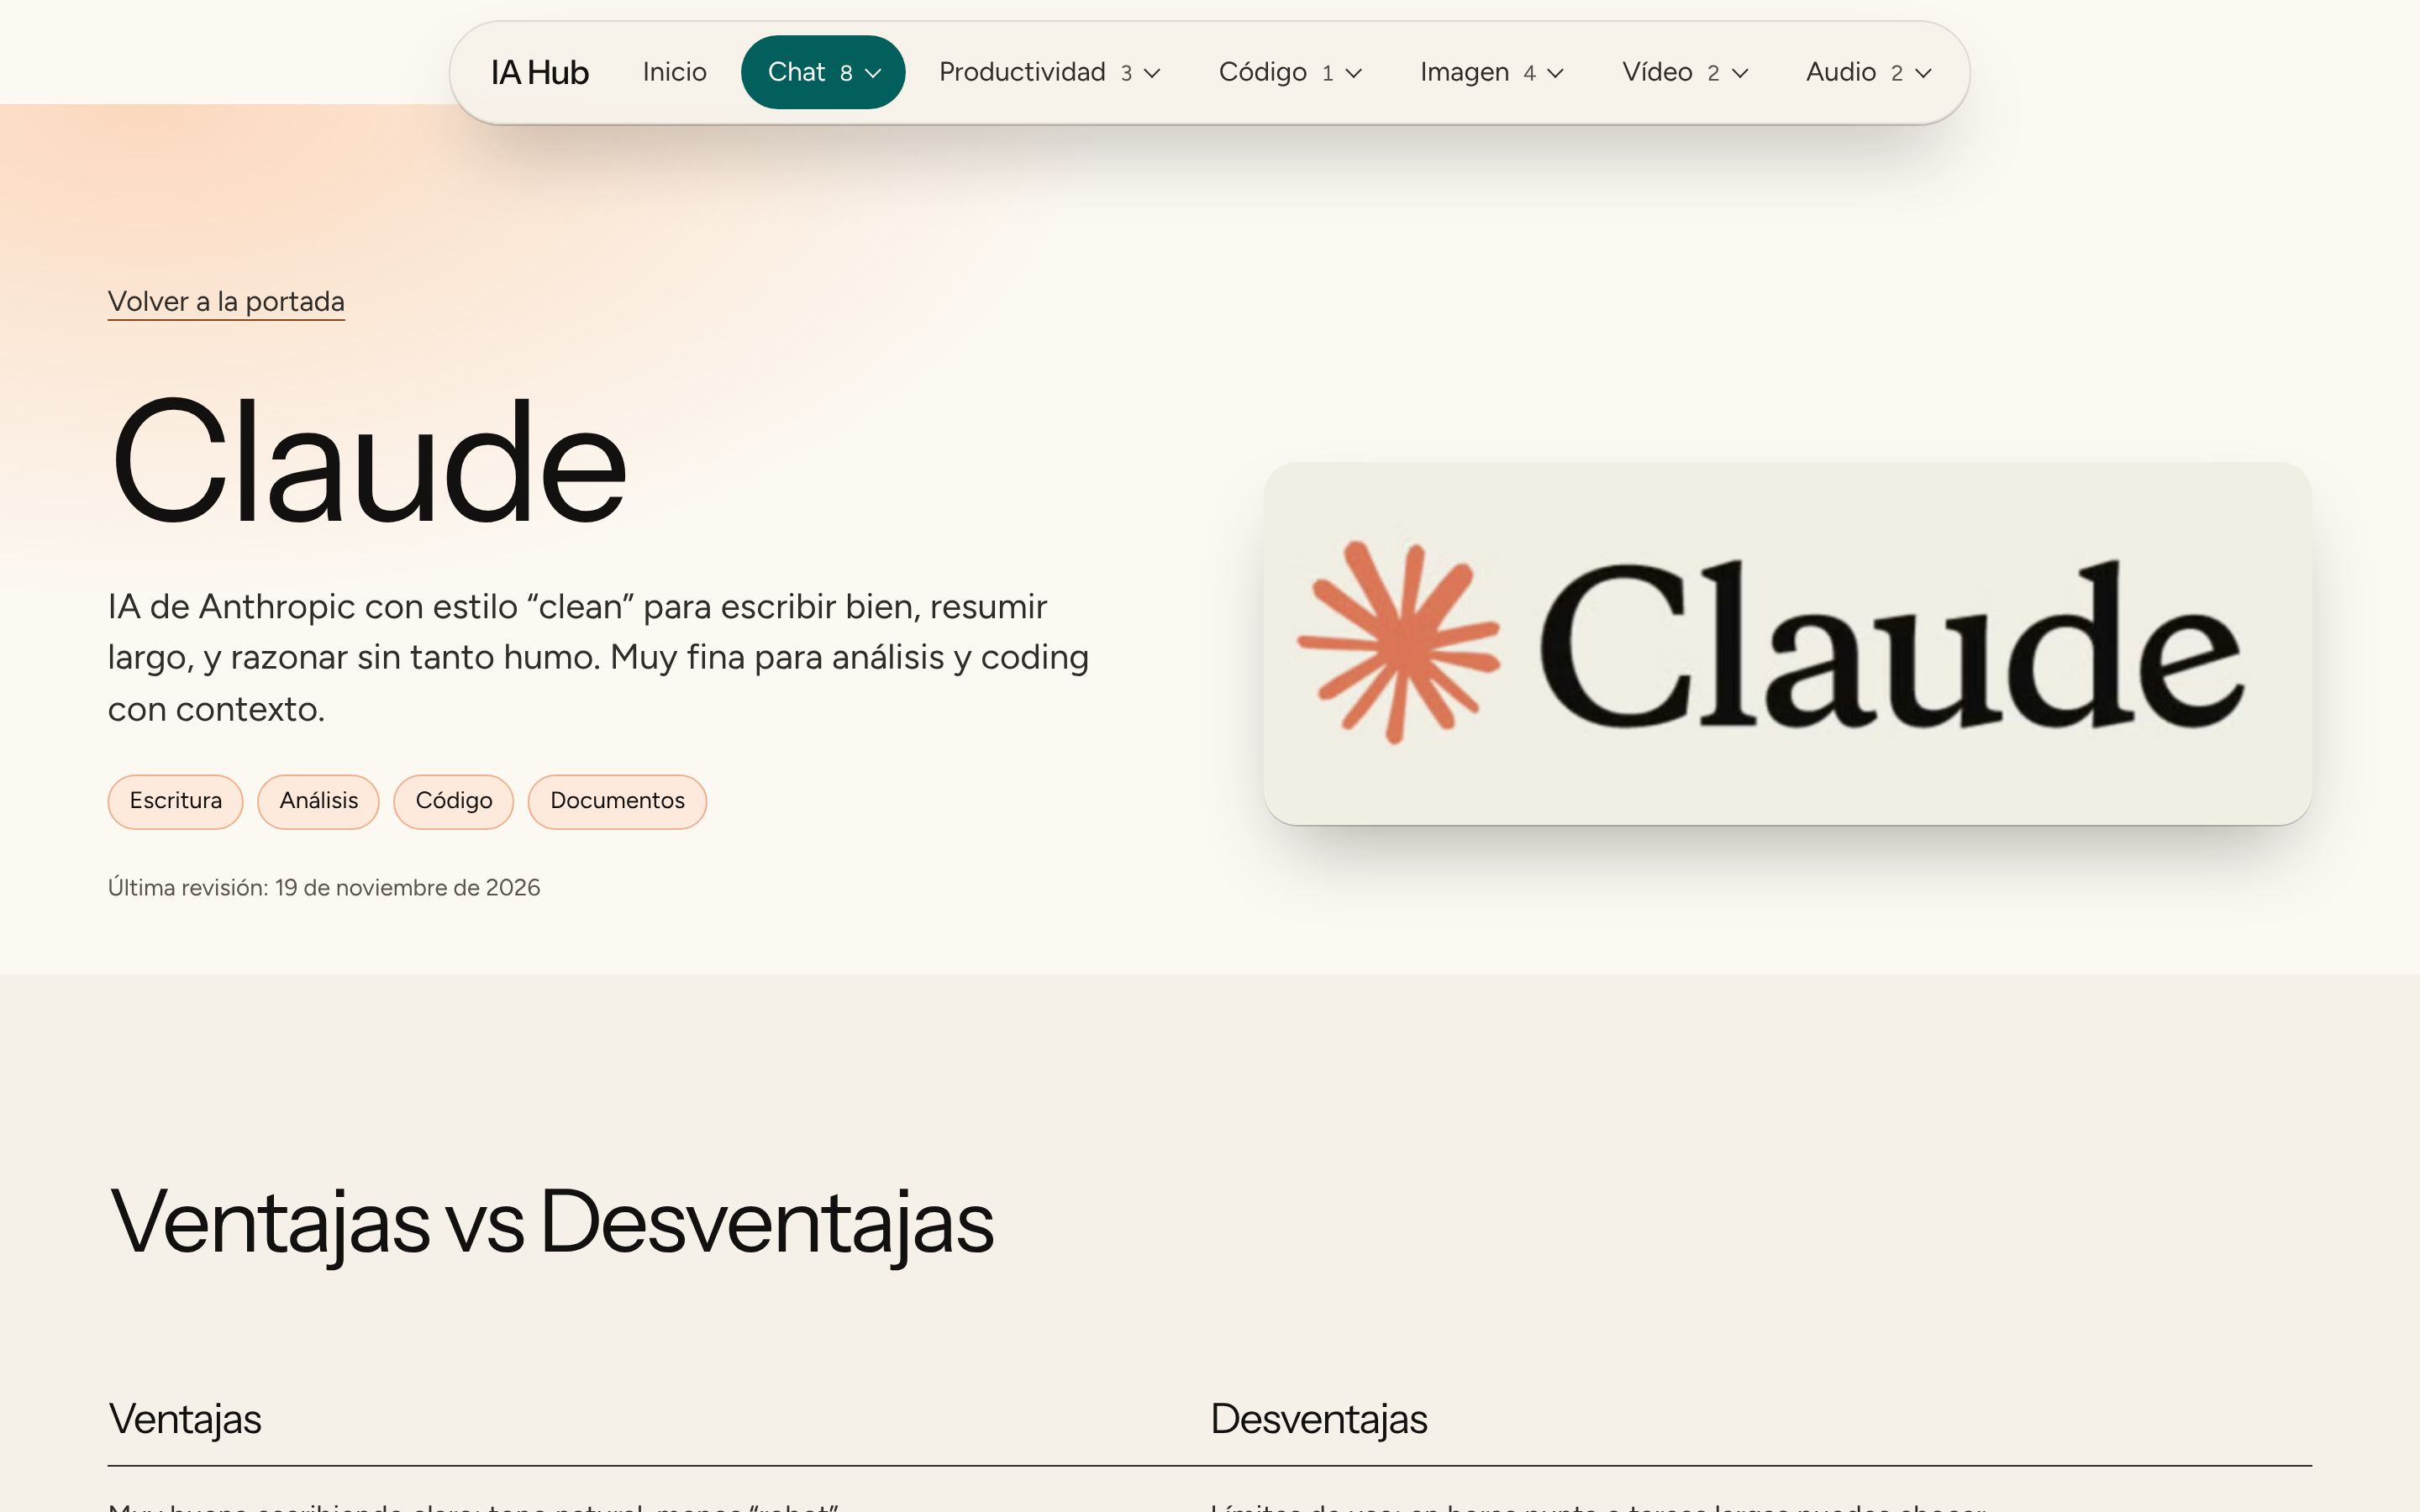 IA Hub Inicio Chat 8 Productividad 3 Código 1 Imagen 4 Vídeo 2 Audio 2
Volver a la portada
Claude
IA de Anthropic con estilo “clean” para escribir bien, resumir
largo, y razonar sin tanto humo. Muy fina para análisis y coding
con contexto.
Escritura Análisis Código Documentos
Última revisión: 19 de noviembre de 2026
Claude
Ventajas vs Desventajas
Ventajas
Desventajas